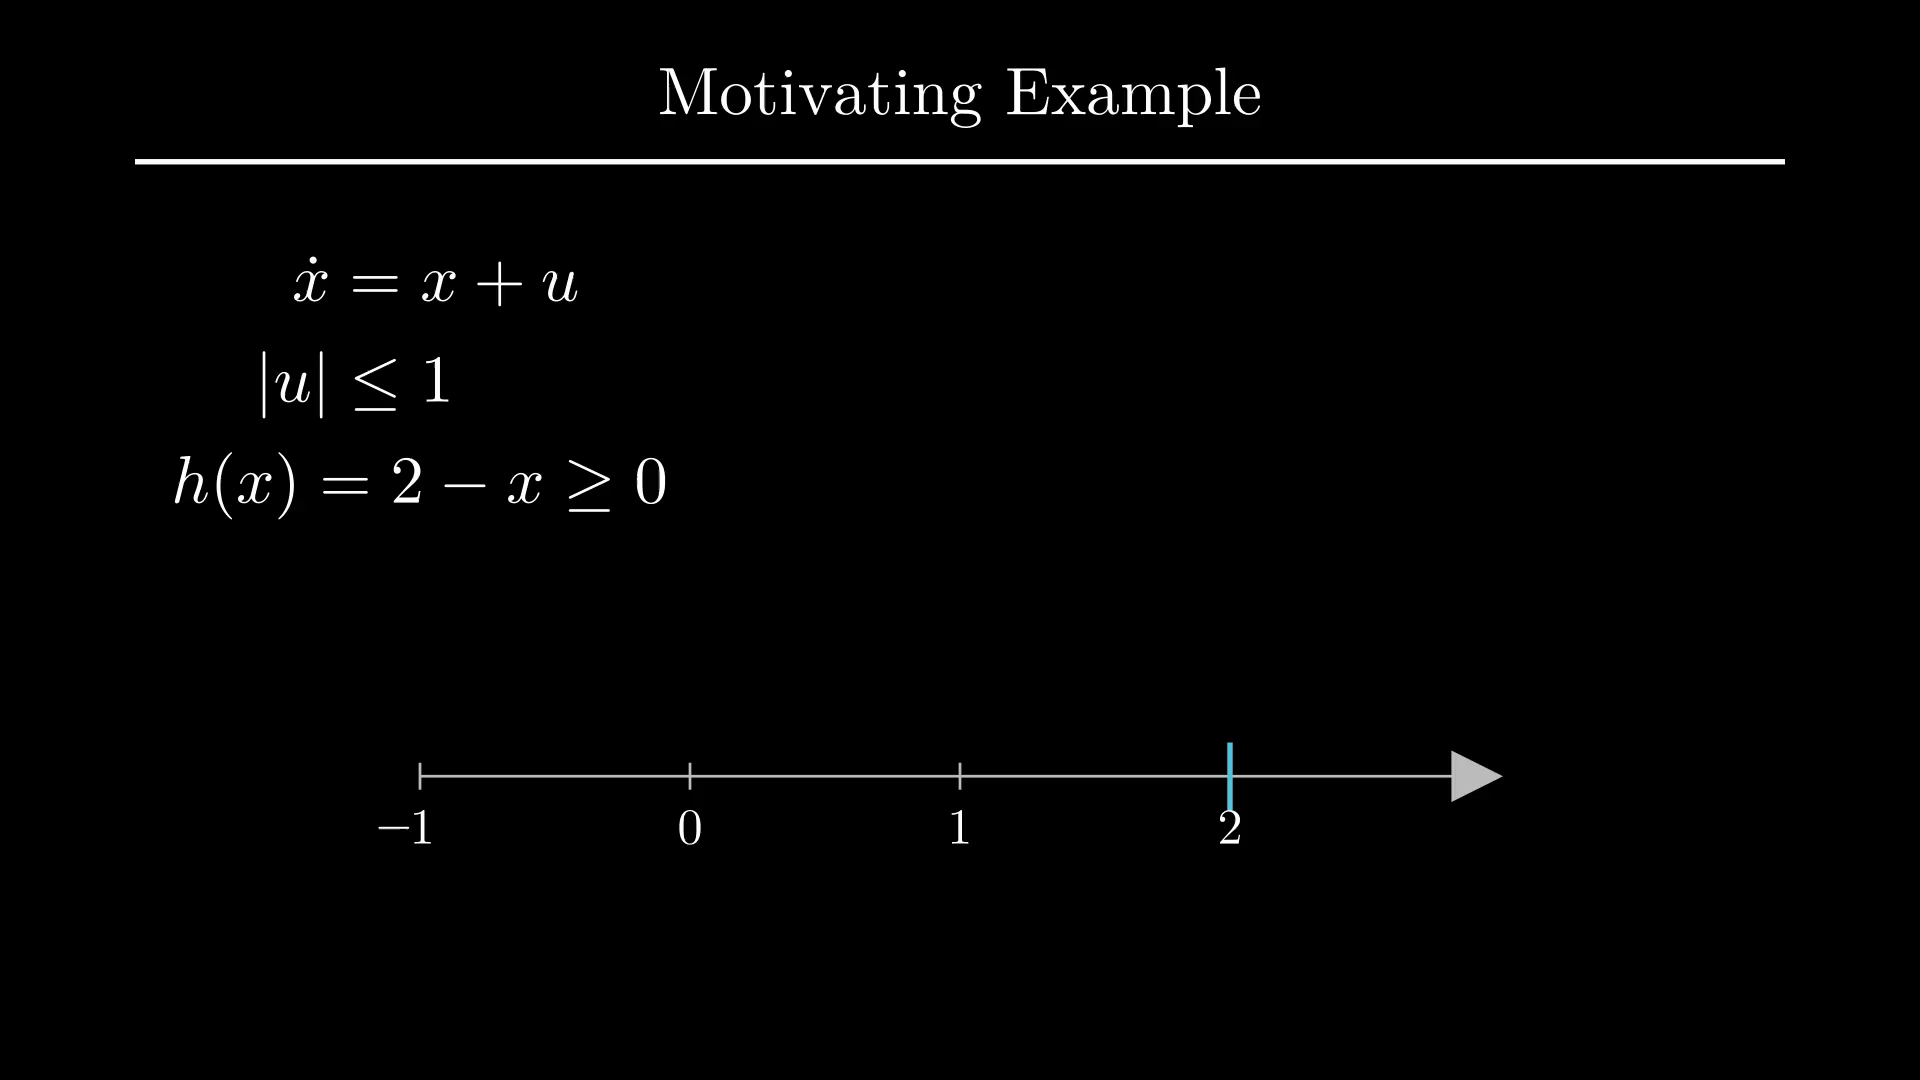 Motivating Example
ẋ = x + u
|u| ≤ 1
h(x) = 2 − x ≥ 0
−1 0 1 2